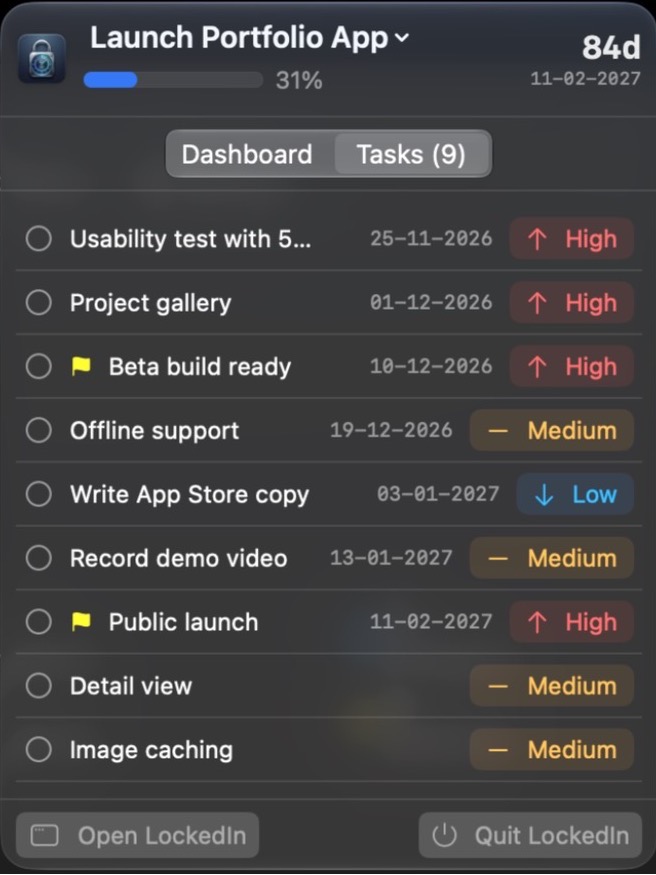 Launch Portfolio App
84d
31%
11-02-2027
Dashboard Tasks (9)
Usability test with 5... 25-11-2026 ↑ High
Project gallery 01-12-2026 ↑ High
Beta build ready 10-12-2026 ↑ High
Offline support 19-12-2026 — Medium
Write App Store copy 03-01-2027 ↓ Low
Record demo video 13-01-2027 — Medium
Public launch 11-02-2027 ↑ High
Detail view — Medium
Image caching — Medium
Open LockedIn Quit LockedIn